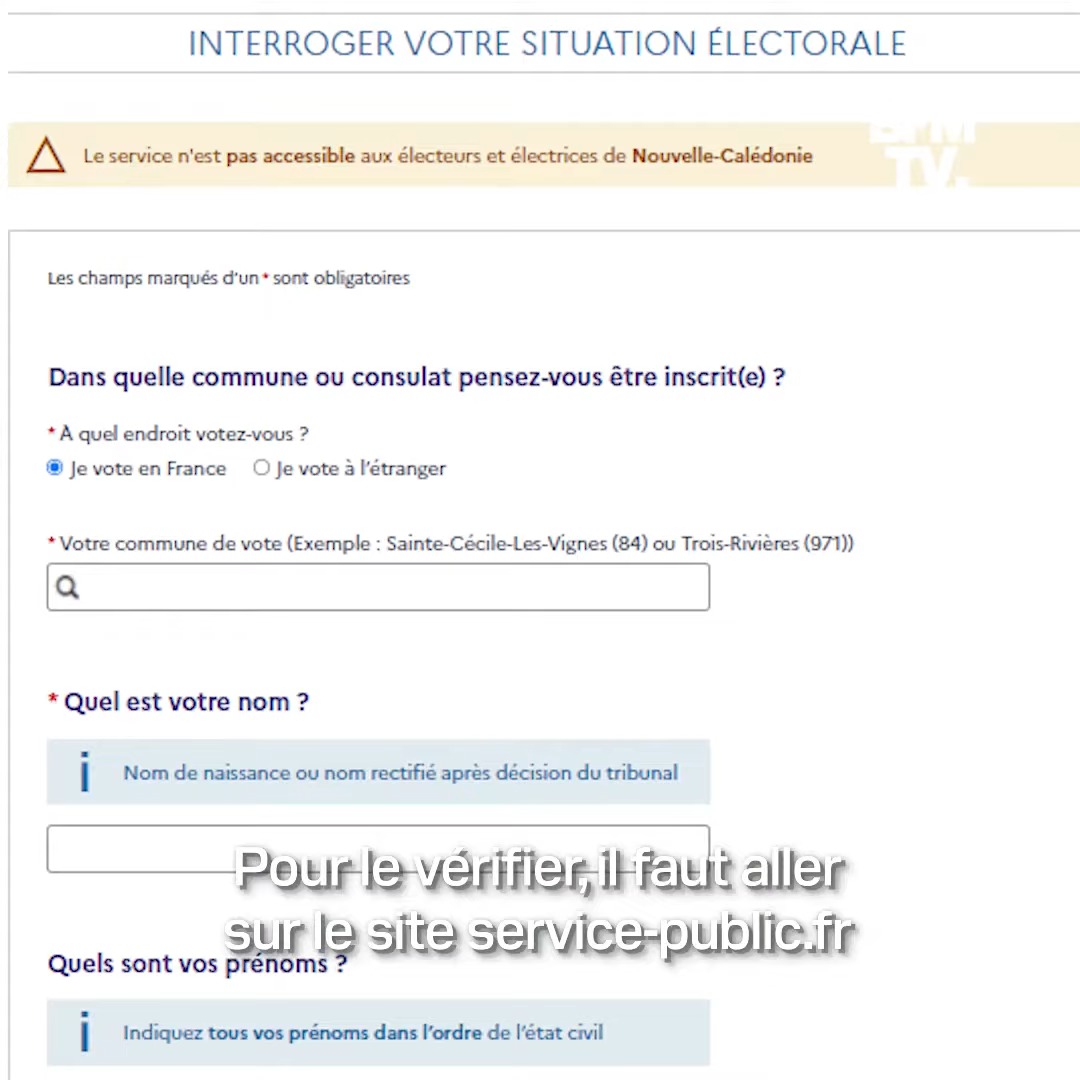 INTERROGER VOTRE SITUATION ÉLECTORALE
BFM
TV.
Le service n'est pas accessible aux électeurs et électrices de Nouvelle-Calédonie
Les champs marqués d'un * sont obligatoires
Dans quelle commune ou consulat pensez-vous être inscrit(e) ?
* À quel endroit votez-vous ?
Je vote en France Je vote à l'étranger
* Votre commune de vote (Exemple : Sainte-Cécile-Les-Vignes (84) ou Trois-Rivières (971))
* Quel est votre nom ?
i Nom de naissance ou nom rectifié après décision du tribunal
Pour le vérifier, il faut aller
sur le site service-public.fr
Quels sont vos prénoms ?
i Indiquez tous vos prénoms dans l'ordre de l'état civil